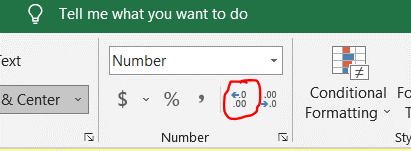 Tell me what you want to do
Text
Number
& Center
$ % ,
.0
.00
.00
.0
Number
Conditional
Formatting
Fo
T
Sty